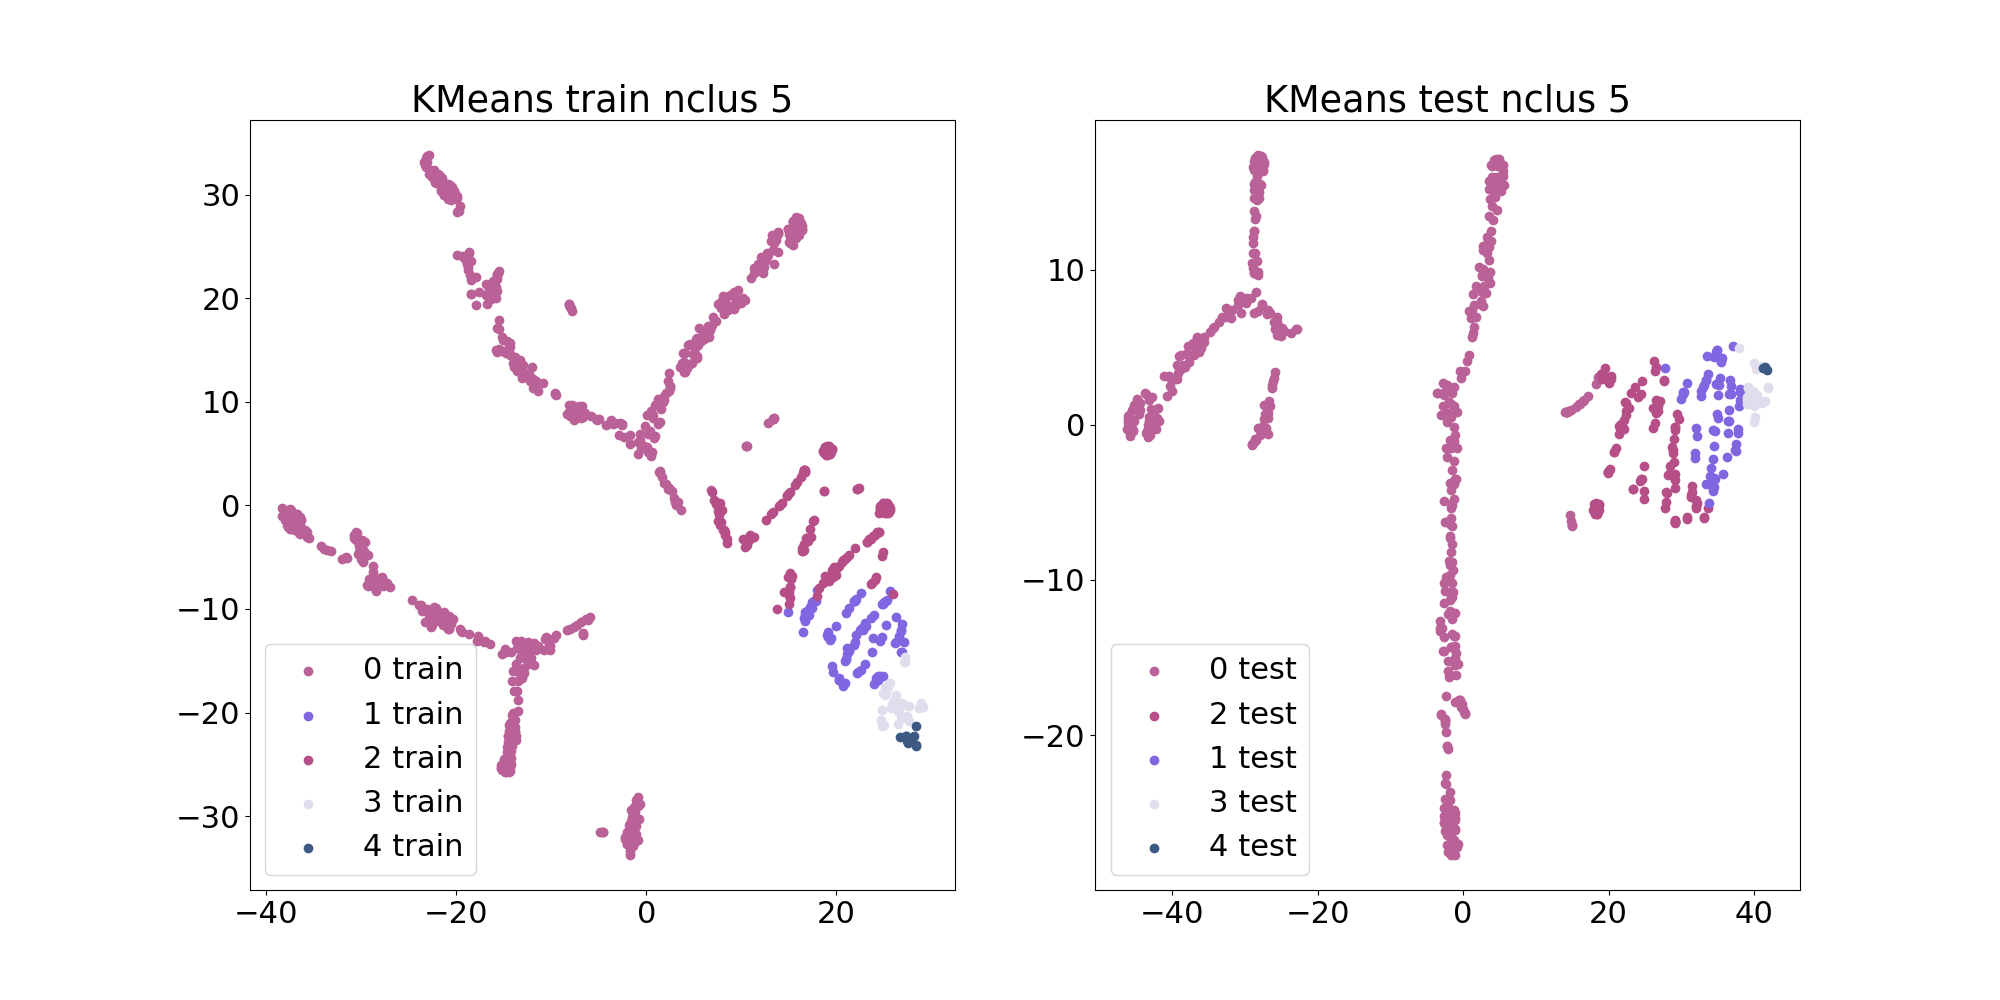 KMeans train nclus 5
30
20
10
0
−10
−20
−30
−40
−20
0
20
0 train
1 train
2 train
3 train
4 train
KMeans test nclus 5
10
0
−10
−20
−40
−20
0
20
40
0 test
2 test
1 test
3 test
4 test